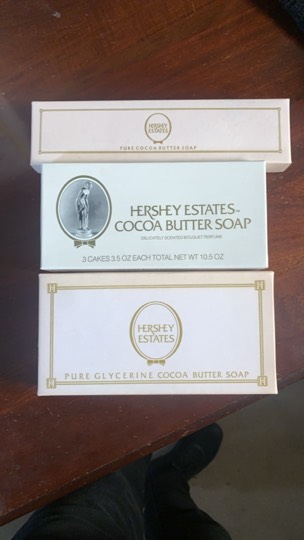 HERSHEY
ESTATES
PURE COCOA BUTTER SOAP
HERSHEY ESTATES™
COCOA BUTTER SOAP
DELICATELY SCENTED BOUQUET PERFUME
3 CAKES 3.5 OZ EACH TOTAL NET WT 10.5 OZ
H H
HERSHEY
ESTATES
H PURE GLYCERINE COCOA BUTTER SOAP H